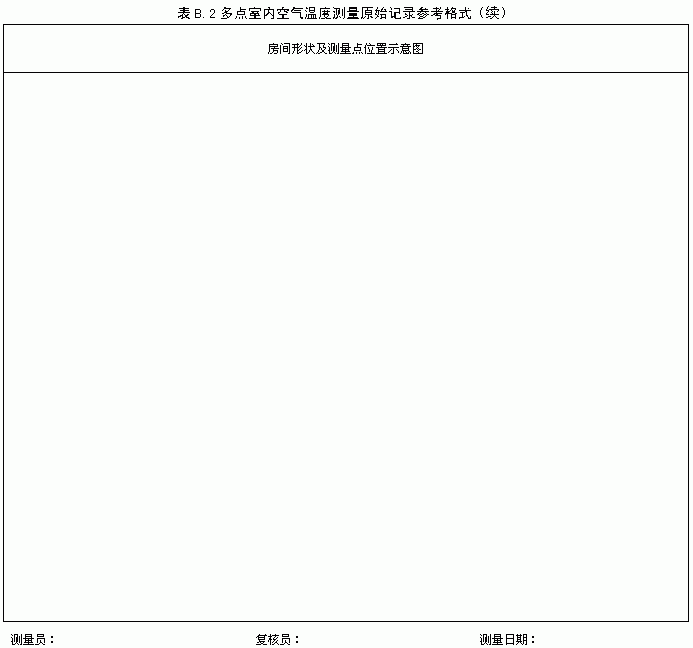 表 B.2 多点室内空气温度测量原始记录参考格式（续）
房间形状及测量点位置示意图
测量员： 复核员： 测量日期：